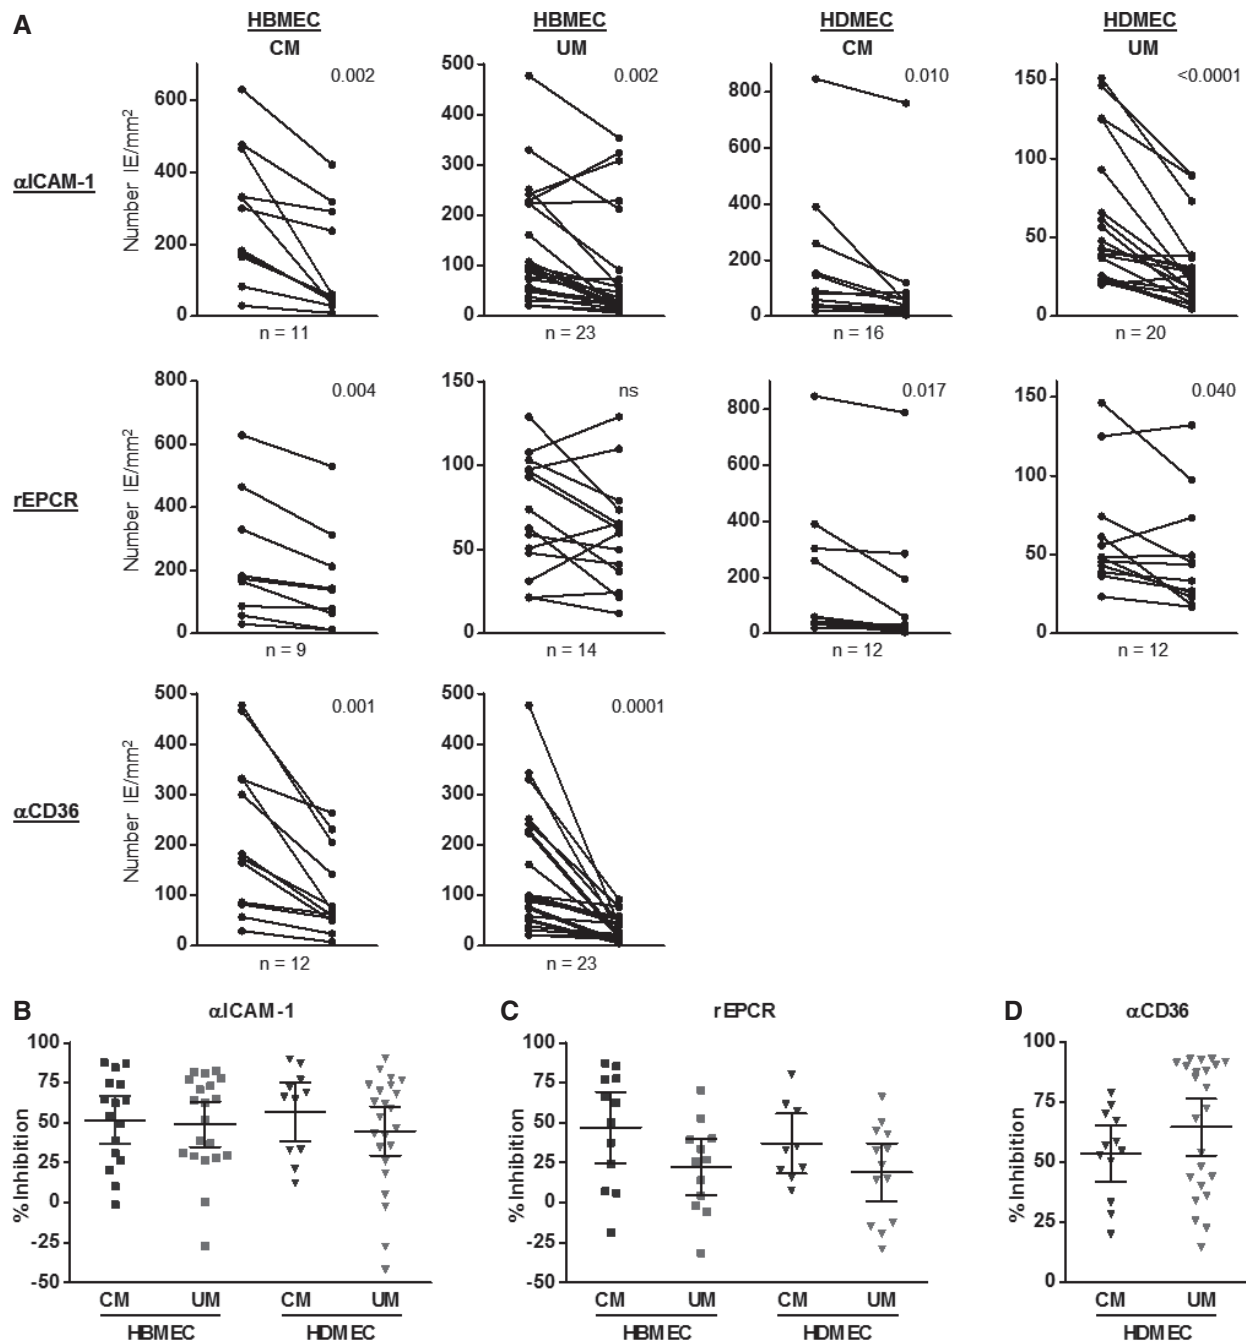 A
HBMEC HBMEC HDMEC HDMEC
CM UM CM UM
αICAM-1
Number IE/mm²
600
400
200
0
0.002
n = 11
500
400
300
200
100
0
0.002
n = 23
800
600
400
200
0
0.010
n = 16
150
100
50
0
<0.0001
n = 20
rEPCR
Number IE/mm²
800
600
400
200
0
0.004
n = 9
150
100
50
0
ns
n = 14
800
600
400
200
0
0.017
n = 12
150
100
50
0
0.040
n = 12
αCD36
Number IE/mm²
500
400
300
200
100
0
0.001
n = 12
500
400
300
200
100
0
0.0001
n = 23
B
αICAM-1
% Inhibition
100
75
50
25
0
-25
-50
CM UM CM UM
HBMEC HDMEC
C
rEPCR
% Inhibition
100
75
50
25
0
-25
-50
CM UM CM UM
HBMEC HDMEC
D
αCD36
% Inhibition
100
75
50
25
0
CM UM
HDMEC